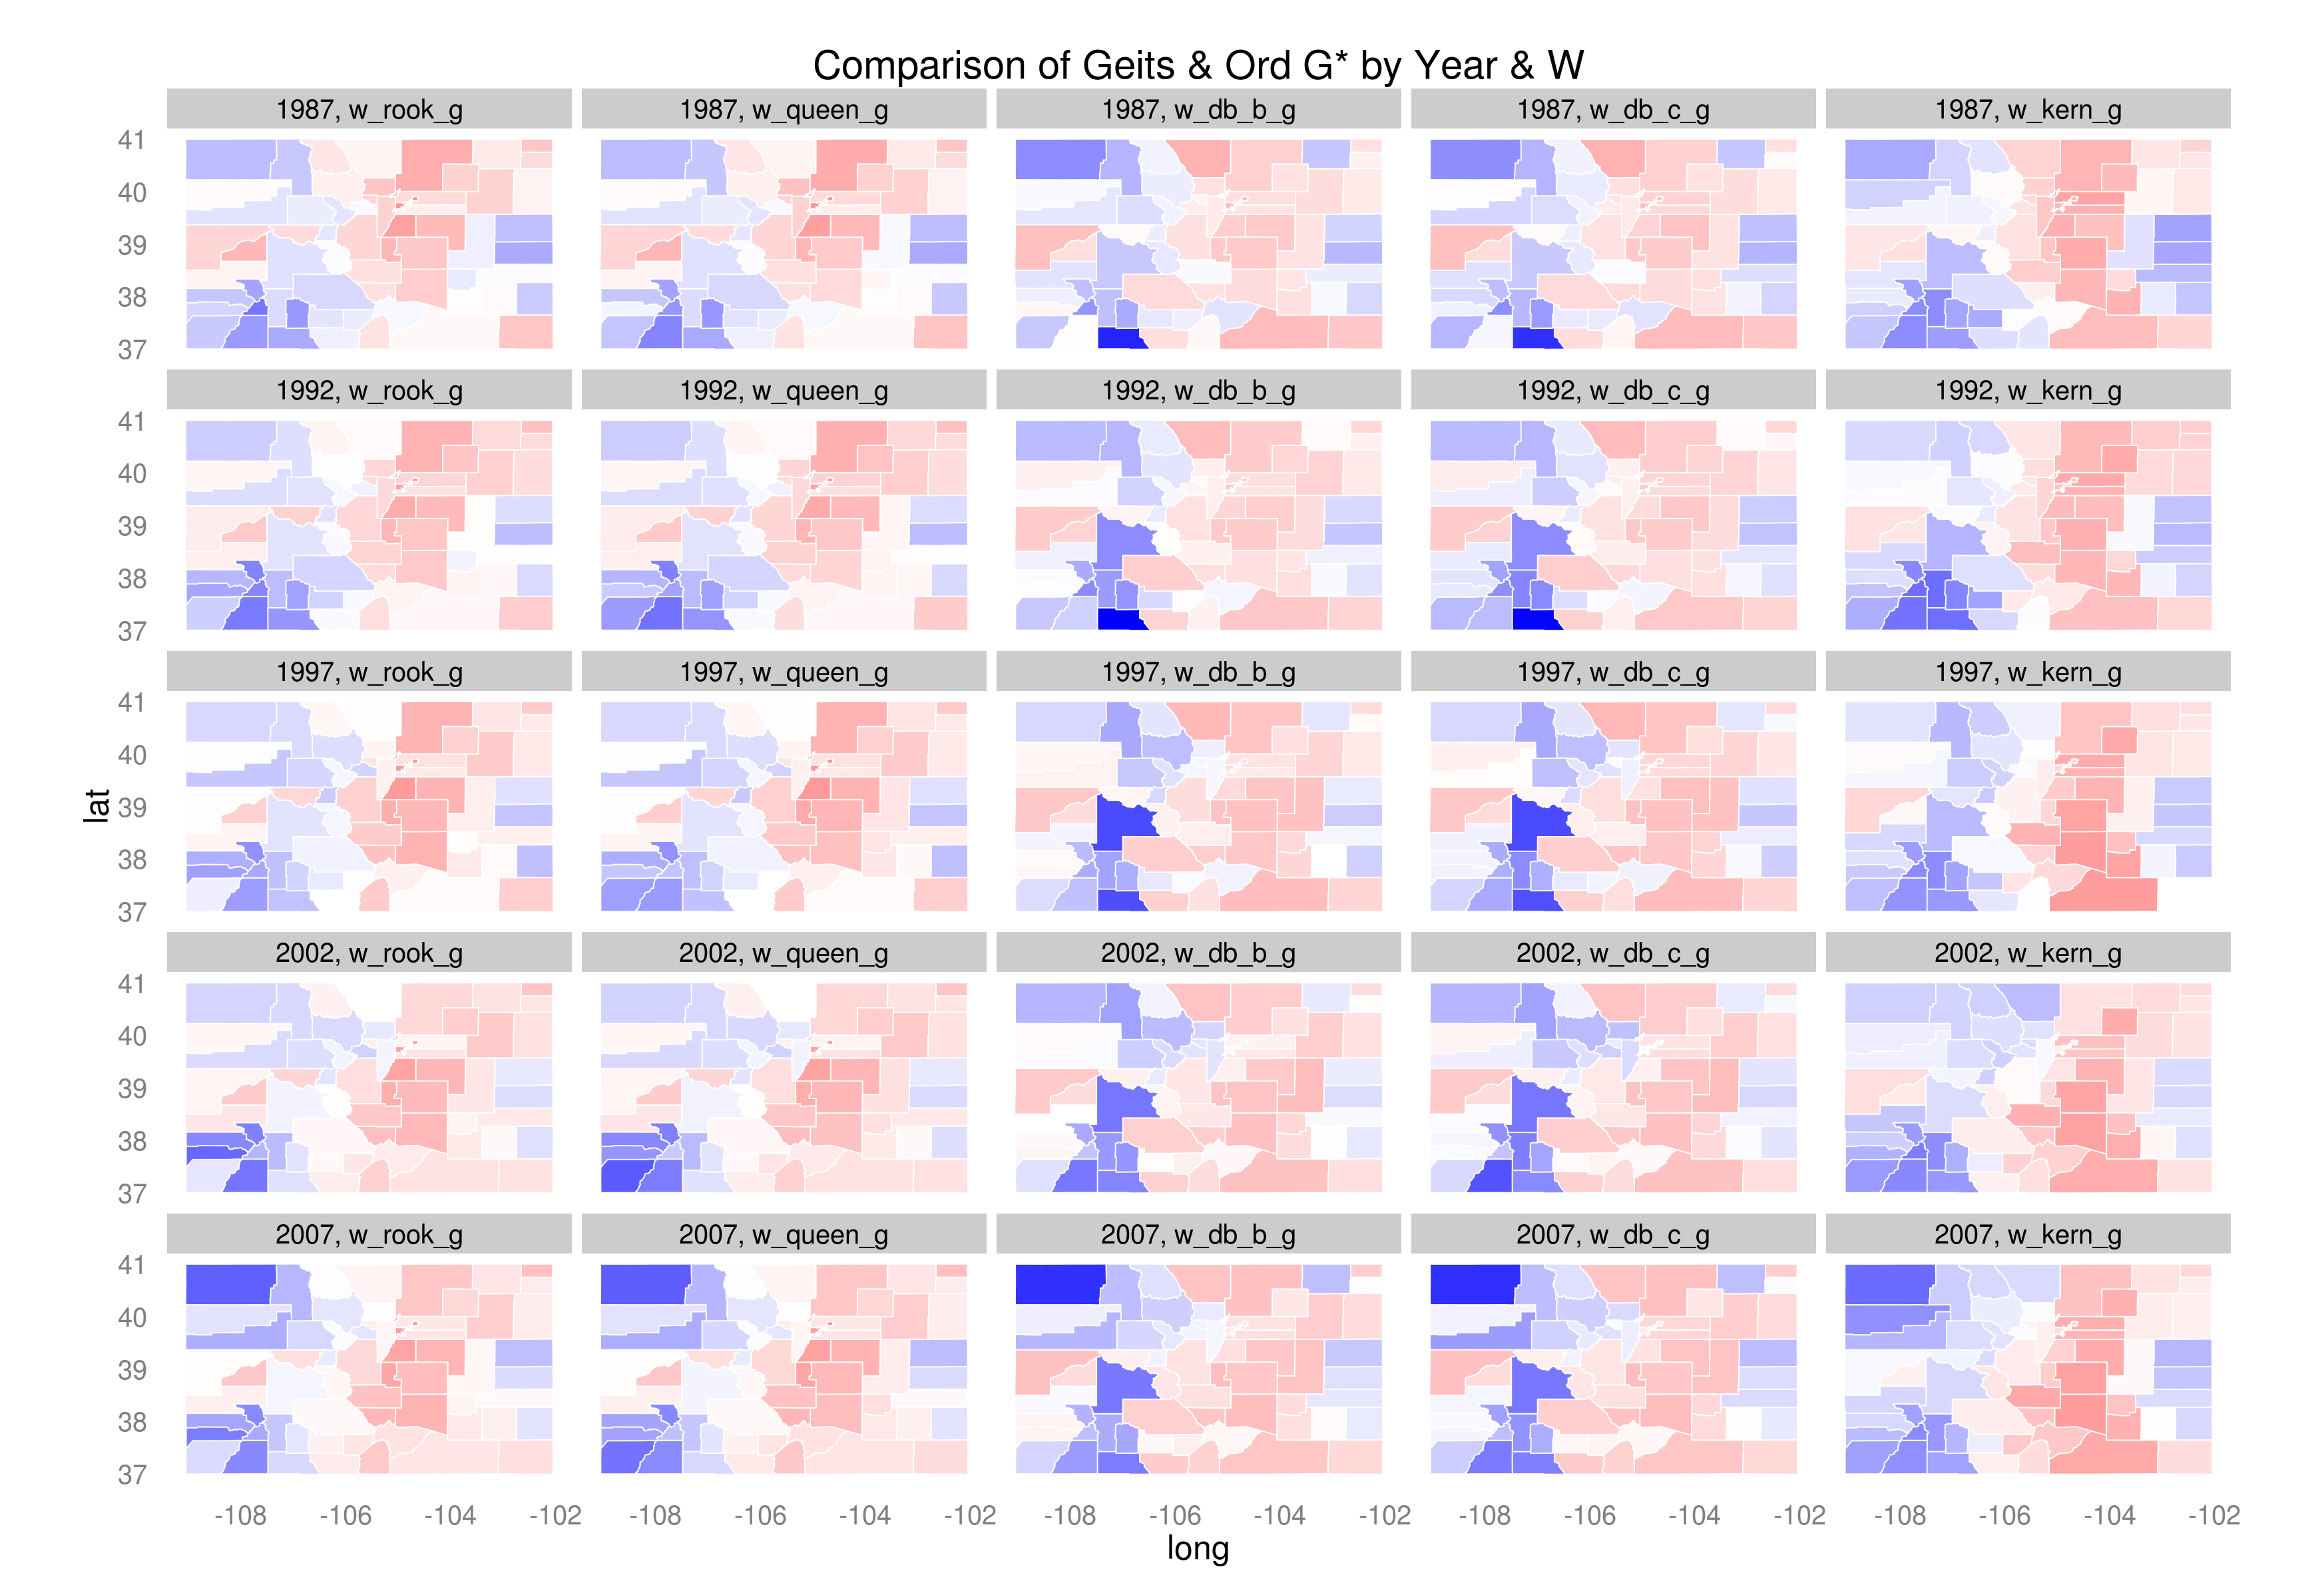 Comparison of Geits & Ord G* by Year & W
1987, w_rook_g 1987, w_queen_g 1987, w_db_b_g 1987, w_db_c_g 1987, w_kern_g
41
40
39
38
37
1992, w_rook_g 1992, w_queen_g 1992, w_db_b_g 1992, w_db_c_g 1992, w_kern_g
41
40
39
38
37
1997, w_rook_g 1997, w_queen_g 1997, w_db_b_g 1997, w_db_c_g 1997, w_kern_g
41
40
lat
39
38
37
2002, w_rook_g 2002, w_queen_g 2002, w_db_b_g 2002, w_db_c_g 2002, w_kern_g
41
40
39
38
37
2007, w_rook_g 2007, w_queen_g 2007, w_db_b_g 2007, w_db_c_g 2007, w_kern_g
41
40
39
38
37
-108 -106 -104 -102 -108 -106 -104 -102 -108 -106 -104 -102 -108 -106 -104 -102 -108 -106 -104 -102
long